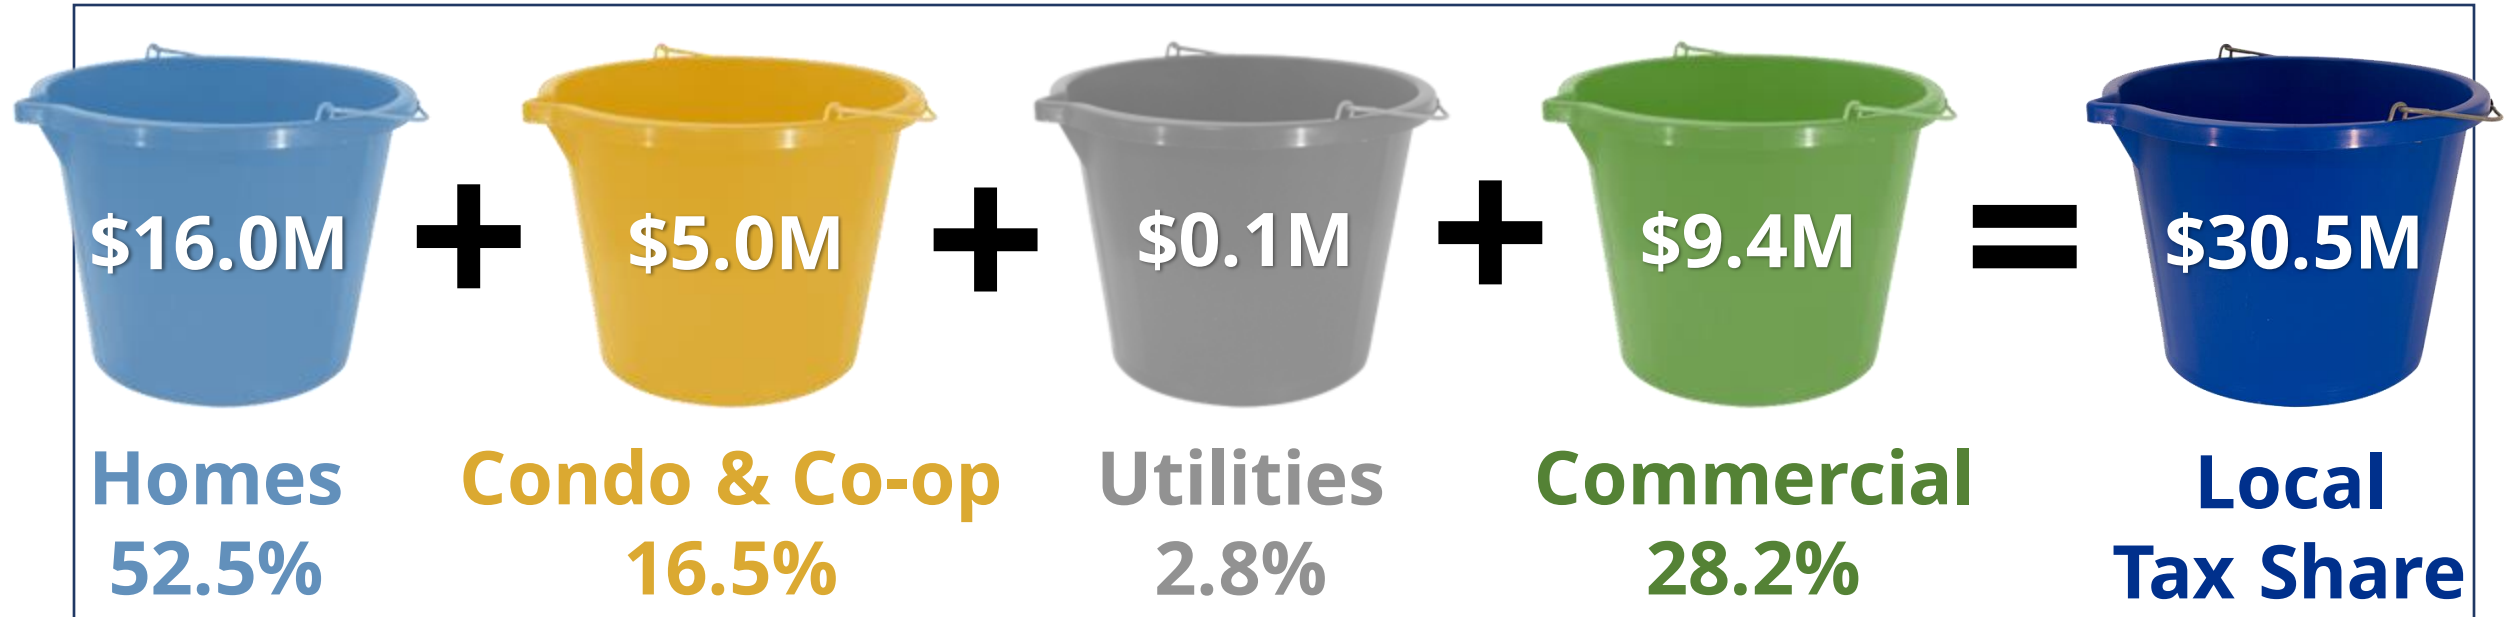 $16.0M + $5.0M + $0.1M + $9.4M = $30.5M
Homes Condo & Co-op Utilities Commercial Local
52.5% 16.5% 2.8% 28.2% Tax Share